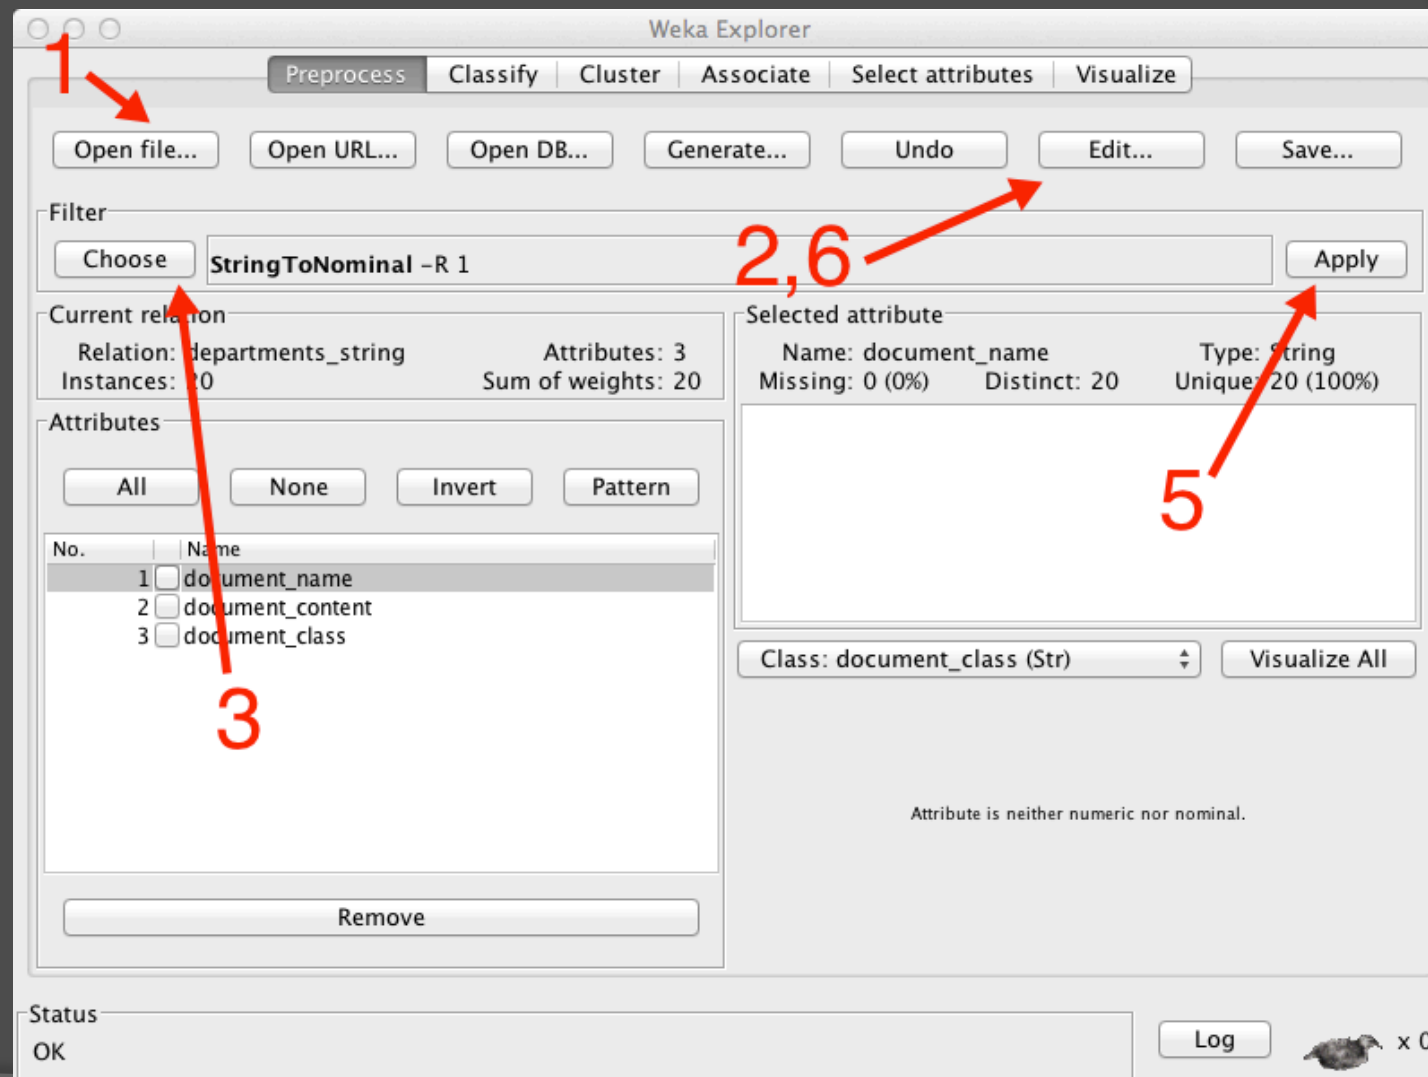 Weka Explorer
1
Preprocess Classify Cluster Associate Select attributes Visualize
Open file... Open URL... Open DB... Generate... Undo Edit... Save...
Filter
Choose StringToNominal -R 1 2,6 Apply
Current relation
Relation: departments_string Attributes: 3
Instances: 20 Sum of weights: 20
Selected attribute
Name: document_name Type: String
Missing: 0 (0%) Distinct: 20 Unique: 20 (100%)
Attributes
All None Invert Pattern
5
No. Name
1 document_name
2 document_content
3 document_class
3
Class: document_class (Str) Visualize All
Attribute is neither numeric nor nominal.
Remove
Status
OK
Log x 0